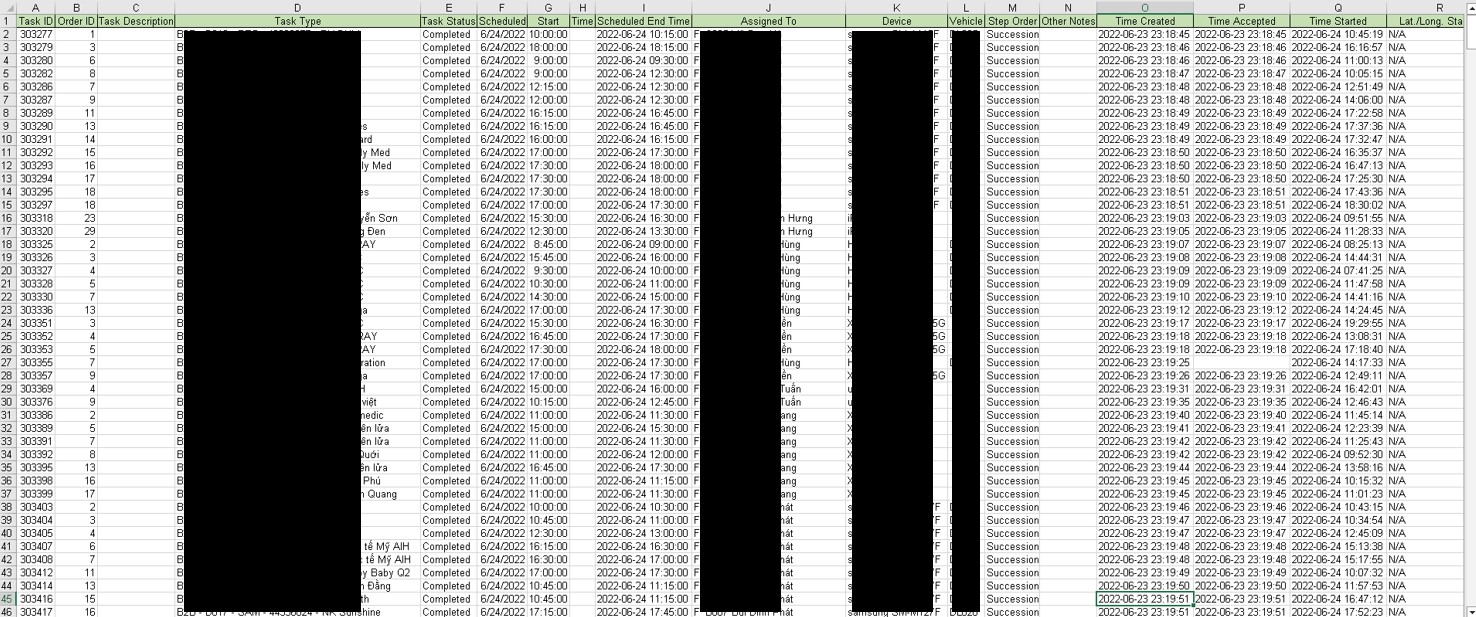 A B C D E F G H I J K L M N O P Q R
1 Task ID Order ID Task Description Task Type Task Status Scheduled Start Time Scheduled End Time Assigned To Device Vehicle Step Order Other Notes Time Created Time Accepted Time Started Lat./Long. Sta
2 303277 1 Completed 6/24/2022 10:00:00 2022-06-24 10:15:00 F Succession 2022-06-23 23:18:45 2022-06-23 23:18:45 2022-06-24 10:45:19 N/A
3 303279 3 B Completed 6/24/2022 18:00:00 2022-06-24 18:15:00 F s Succession 2022-06-23 23:18:46 2022-06-23 23:18:46 2022-06-24 16:16:57 N/A
4 303280 6 B Completed 6/24/2022 9:00:00 2022-06-24 09:30:00 F s F Succession 2022-06-23 23:18:46 2022-06-23 23:18:46 2022-06-24 11:00:13 N/A
5 303282 8 B Completed 6/24/2022 9:00:00 2022-06-24 12:30:00 F s F Succession 2022-06-23 23:18:47 2022-06-23 23:18:47 2022-06-24 10:05:15 N/A
6 303286 7 B Completed 6/24/2022 12:15:00 2022-06-24 12:30:00 F s F Succession 2022-06-23 23:18:48 2022-06-23 23:18:48 2022-06-24 12:51:49 N/A
7 303287 9 B Completed 6/24/2022 12:00:00 2022-06-24 12:30:00 F s F Succession 2022-06-23 23:18:48 2022-06-23 23:18:48 2022-06-24 14:06:00 N/A
8 303289 11 B Completed 6/24/2022 16:15:00 2022-06-24 16:45:00 F s F Succession 2022-06-23 23:18:49 2022-06-23 23:18:49 2022-06-24 17:22:58 N/A
9 303290 13 B es Completed 6/24/2022 16:15:00 2022-06-24 16:45:00 F s F Succession 2022-06-23 23:18:49 2022-06-23 23:18:49 2022-06-24 17:37:36 N/A
10 303291 14 B ard Completed 6/24/2022 16:00:00 2022-06-24 16:15:00 F s F Succession 2022-06-23 23:18:49 2022-06-23 23:18:49 2022-06-24 17:32:47 N/A
11 303292 15 B ly Med Completed 6/24/2022 17:00:00 2022-06-24 17:30:00 F s F Succession 2022-06-23 23:18:50 2022-06-23 23:18:50 2022-06-24 16:35:37 N/A
12 303293 16 B ly Med Completed 6/24/2022 17:30:00 2022-06-24 18:00:00 F s F Succession 2022-06-23 23:18:50 2022-06-23 23:18:50 2022-06-24 16:47:13 N/A
13 303294 17 B Completed 6/24/2022 17:30:00 2022-06-24 18:00:00 F s F Succession 2022-06-23 23:18:50 2022-06-23 23:18:50 2022-06-24 17:25:30 N/A
14 303295 18 B es Completed 6/24/2022 17:30:00 2022-06-24 18:00:00 F s F Succession 2022-06-23 23:18:51 2022-06-23 23:18:51 2022-06-24 17:43:36 N/A
15 303297 18 B Completed 6/24/2022 17:00:00 2022-06-24 17:30:00 F s F Succession 2022-06-23 23:18:51 2022-06-23 23:18:51 2022-06-24 18:30:02 N/A
16 303318 23 B yễn Sơn Completed 6/24/2022 15:30:00 2022-06-24 16:30:00 F n Hưng Succession 2022-06-23 23:19:03 2022-06-23 23:19:03 2022-06-24 09:51:55 N/A
17 303320 29 B g Đen Completed 6/24/2022 12:30:00 2022-06-24 13:30:00 F n Hưng Succession 2022-06-23 23:19:05 2022-06-23 23:19:05 2022-06-24 11:28:33 N/A
18 303325 2 B RAY Completed 6/24/2022 8:45:00 2022-06-24 09:00:00 F Hùng H Succession 2022-06-23 23:19:07 2022-06-23 23:19:07 2022-06-24 08:25:13 N/A
19 303326 3 B Completed 6/24/2022 15:45:00 2022-06-24 16:00:00 F Hùng H Succession 2022-06-23 23:19:08 2022-06-23 23:19:08 2022-06-24 14:44:31 N/A
20 303327 4 B Completed 6/24/2022 9:30:00 2022-06-24 10:00:00 F Hùng H Succession 2022-06-23 23:19:09 2022-06-23 23:19:09 2022-06-24 07:41:25 N/A
21 303328 5 B Completed 6/24/2022 10:30:00 2022-06-24 11:00:00 F Hùng H Succession 2022-06-23 23:19:09 2022-06-23 23:19:09 2022-06-24 11:47:58 N/A
22 303330 7 B Completed 6/24/2022 14:30:00 2022-06-24 15:00:00 F Hùng H Succession 2022-06-23 23:19:10 2022-06-23 23:19:10 2022-06-24 14:41:16 N/A
23 303336 13 B ga Completed 6/24/2022 17:00:00 2022-06-24 17:30:00 F Hùng H Succession 2022-06-23 23:19:12 2022-06-23 23:19:12 2022-06-24 14:24:45 N/A
24 303351 3 B Completed 6/24/2022 15:30:00 2022-06-24 16:30:00 F ền X 5G Succession 2022-06-23 23:19:17 2022-06-23 23:19:17 2022-06-24 19:29:55 N/A
25 303352 4 B RAY Completed 6/24/2022 16:45:00 2022-06-24 17:30:00 F ền X 5G Succession 2022-06-23 23:19:18 2022-06-23 23:19:18 2022-06-24 13:08:31 N/A
26 303353 5 B RAY Completed 6/24/2022 17:30:00 2022-06-24 18:00:00 F ền X 5G Succession 2022-06-23 23:19:18 2022-06-23 23:19:18 2022-06-24 17:18:40 N/A
27 303355 7 B ration Completed 6/24/2022 17:00:00 2022-06-24 17:30:00 F Hùng H Succession 2022-06-23 23:19:25 2022-06-24 14:17:33 N/A
28 303357 9 B ga Completed 6/24/2022 17:00:00 2022-06-24 17:30:00 F ền X 5G Succession 2022-06-23 23:19:26 2022-06-23 23:19:26 2022-06-24 12:49:11 N/A
29 303369 4 B H Completed 6/24/2022 15:00:00 2022-06-24 16:00:00 F Tuấn u Succession 2022-06-23 23:19:31 2022-06-23 23:19:31 2022-06-24 16:42:01 N/A
30 303376 9 B việt Completed 6/24/2022 10:15:00 2022-06-24 12:45:00 F Tuấn u Succession 2022-06-23 23:19:35 2022-06-23 23:19:35 2022-06-24 12:46:43 N/A
31 303386 2 B nedic Completed 6/24/2022 11:00:00 2022-06-24 11:30:00 F ang X Succession 2022-06-23 23:19:40 2022-06-23 23:19:40 2022-06-24 11:45:14 N/A
32 303389 5 B ên lửa Completed 6/24/2022 15:00:00 2022-06-24 15:30:00 F ang X Succession 2022-06-23 23:19:41 2022-06-23 23:19:41 2022-06-24 12:23:39 N/A
33 303391 7 B ên lửa Completed 6/24/2022 11:00:00 2022-06-24 11:30:00 F ang X Succession 2022-06-23 23:19:42 2022-06-23 23:19:42 2022-06-24 11:25:43 N/A
34 303392 8 B Quới Completed 6/24/2022 11:00:00 2022-06-24 12:00:00 F ang X Succession 2022-06-23 23:19:42 2022-06-23 23:19:42 2022-06-24 09:52:30 N/A
35 303395 13 B ên lửa Completed 6/24/2022 16:45:00 2022-06-24 17:30:00 F ang X Succession 2022-06-23 23:19:44 2022-06-23 23:19:44 2022-06-24 13:58:16 N/A
36 303398 16 B Phú Completed 6/24/2022 11:00:00 2022-06-24 11:15:00 F ang X Succession 2022-06-23 23:19:45 2022-06-23 23:19:45 2022-06-24 10:15:32 N/A
37 303399 17 B n Quang Completed 6/24/2022 11:00:00 2022-06-24 11:30:00 F ang X Succession 2022-06-23 23:19:45 2022-06-23 23:19:45 2022-06-24 11:01:23 N/A
38 303403 2 B Completed 6/24/2022 10:00:00 2022-06-24 10:30:00 F hát s F Succession 2022-06-23 23:19:46 2022-06-23 23:19:46 2022-06-24 10:43:15 N/A
39 303404 3 B Completed 6/24/2022 10:45:00 2022-06-24 11:00:00 F hát s F Succession 2022-06-23 23:19:47 2022-06-23 23:19:47 2022-06-24 10:34:54 N/A
40 303405 4 B Completed 6/24/2022 12:30:00 2022-06-24 13:00:00 F hát s F Succession 2022-06-23 23:19:47 2022-06-23 23:19:47 2022-06-24 12:45:09 N/A
41 303407 6 B tế Mỹ AIH Completed 6/24/2022 16:15:00 2022-06-24 16:30:00 F hát s F Succession 2022-06-23 23:19:48 2022-06-23 23:19:48 2022-06-24 15:13:38 N/A
42 303408 7 B tế Mỹ AIH Completed 6/24/2022 16:30:00 2022-06-24 17:00:00 F hát s F Succession 2022-06-23 23:19:48 2022-06-23 23:19:48 2022-06-24 15:17:55 N/A
43 303412 11 B by Baby Q2 Completed 6/24/2022 17:00:00 2022-06-24 17:30:00 F hát s F Succession 2022-06-23 23:19:49 2022-06-23 23:19:49 2022-06-24 10:07:32 N/A
44 303414 13 B n Đằng Completed 6/24/2022 10:45:00 2022-06-24 11:15:00 F hát s F Succession 2022-06-23 23:19:50 2022-06-23 23:19:50 2022-06-24 11:57:53 N/A
45 303416 15 B th Completed 6/24/2022 10:45:00 2022-06-24 11:15:00 F hát s F Succession 2022-06-23 23:19:51 2022-06-23 23:19:51 2022-06-24 16:47:12 N/A
46 303417 16 Completed 6/24/2022 17:15:00 2022-06-24 17:45:00 Succession 2022-06-23 23:19:51 2022-06-23 23:19:51 2022-06-24 17:52:23 N/A